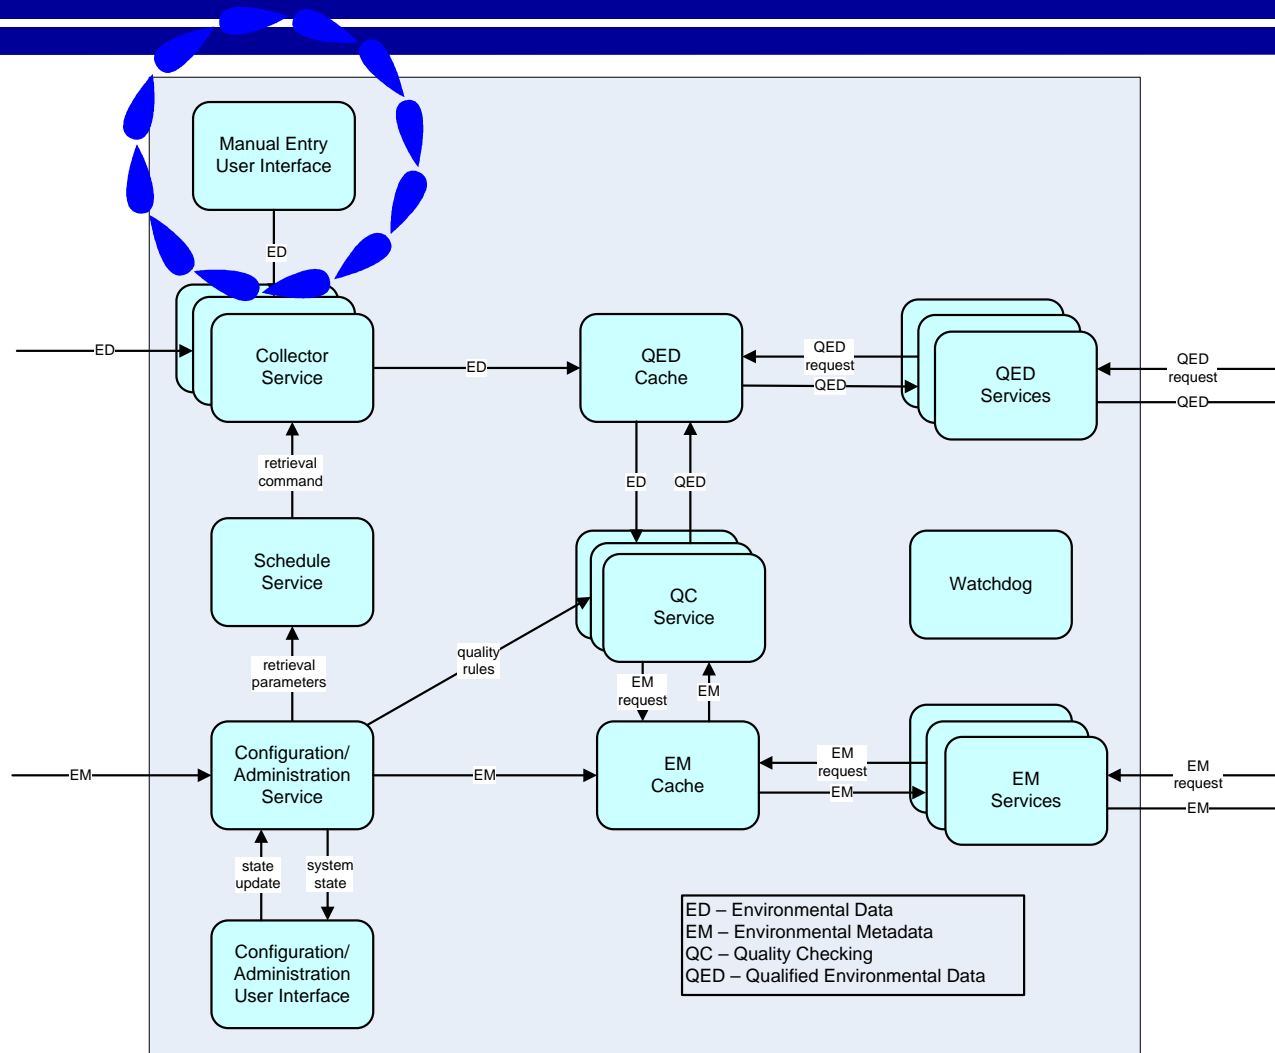 Manual Entry
User Interface
ED
ED
Collector
Service
ED
QED
Cache
QED
request
QED
QED
Services
QED
request
QED
retrieval
command
ED
QED
Schedule
Service
QC
Service
Watchdog
retrieval
parameters
quality
rules
EM
request
EM
EM
Configuration/
Administration
Service
EM
EM
Cache
EM
request
EM
EM
Services
EM
request
EM
state
update
system
state
Configuration/
Administration
User Interface
ED – Environmental Data
EM – Environmental Metadata
QC – Quality Checking
QED – Qualified Environmental Data